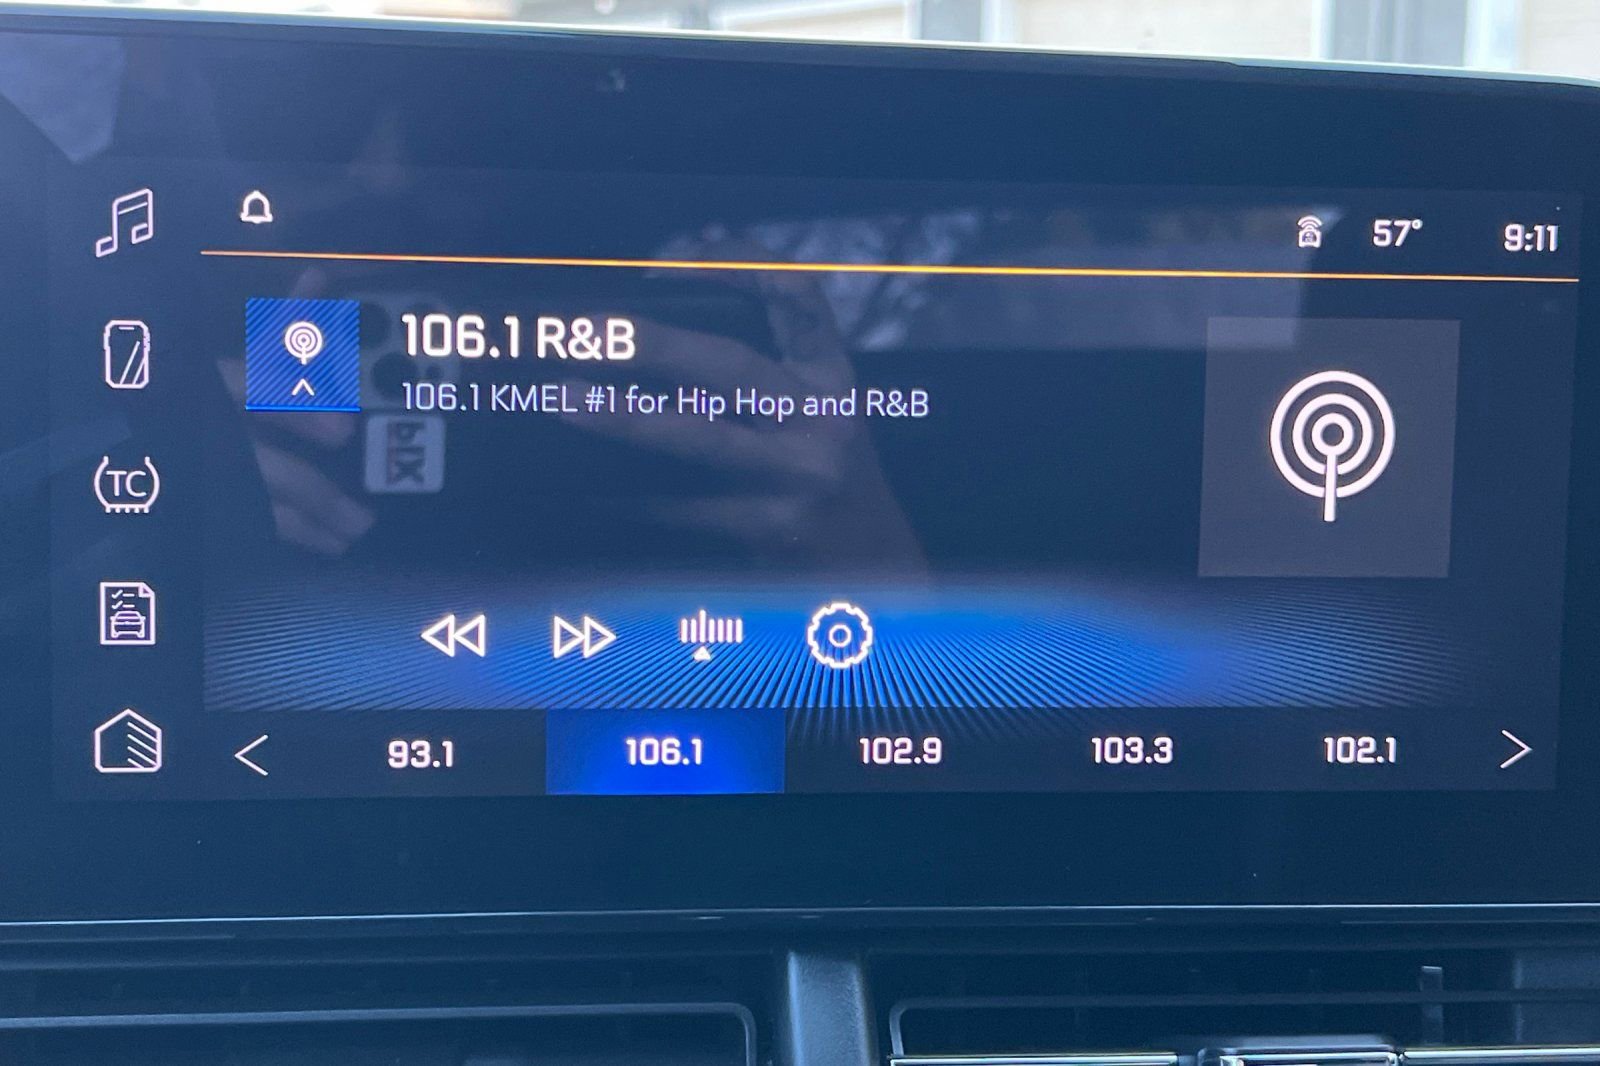 57° 9:11
106.1 R&B
106.1 KMEL #1 for Hip Hop and R&B
TC
93.1 106.1 102.9 103.3 102.1